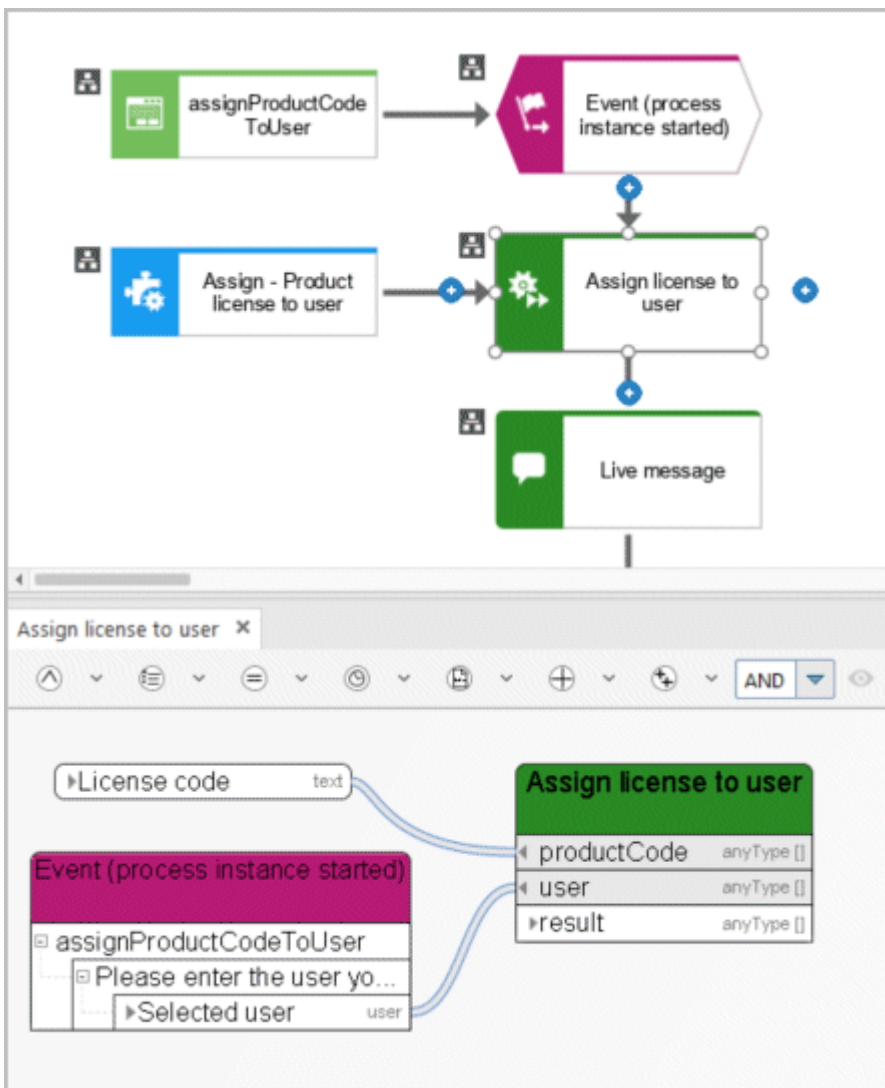 assignProductCode
ToUser
Event (process
instance started)
Assign - Product
license to user
Assign license to
user
Live message
Assign license to user ×
AND
License code text
Assign license to user
productCode anyType []
user anyType []
result anyType []
Event (process instance started)
assignProductCodeToUser
Please enter the user yo...
Selected user user